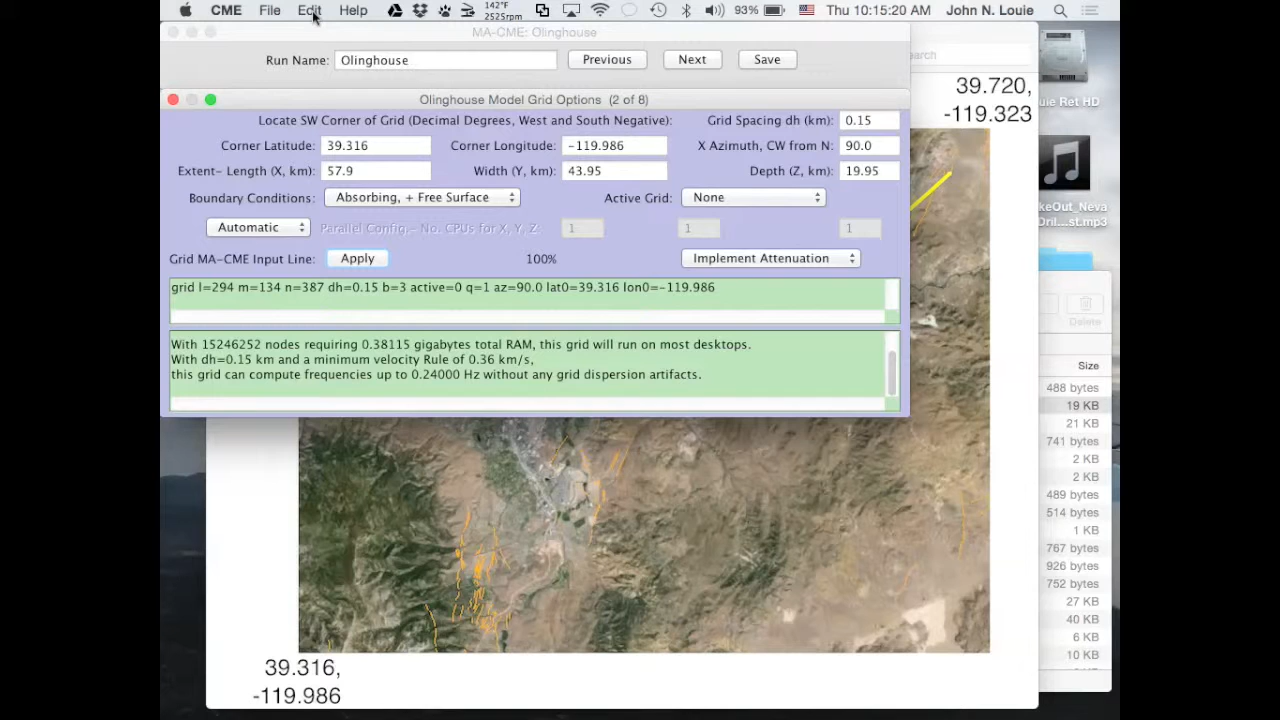 CME File Edit Help 142°F 2525rpm 93% Thu 10:15:20 AM John N. Louie
MA-CME: Olinghouse
Run Name: Olinghouse Previous Next Save
Olinghouse Model Grid Options (2 of 8)
Locate SW Corner of Grid (Decimal Degrees, West and South Negative): Grid Spacing dh (km): 0.15
Corner Latitude: 39.316 Corner Longitude: -119.986 X Azimuth, CW from N: 90.0
Extent- Length (X, km): 57.9 Width (Y, km): 43.95 Depth (Z, km): 19.95
Boundary Conditions: Absorbing, + Free Surface Active Grid: None
Automatic Parallel Config.- No. CPUs for X, Y, Z: 1 1 1
Grid MA-CME Input Line: Apply 100% Implement Attenuation
grid l=294 m=134 n=387 dh=0.15 b=3 active=0 q=1 az=90.0 lat0=39.316 lon0=-119.986
With 15246252 nodes requiring 0.38115 gigabytes total RAM, this grid will run on most desktops.
With dh=0.15 km and a minimum velocity Rule of 0.36 km/s,
this grid can compute frequencies up to 0.24000 Hz without any grid dispersion artifacts.
arch
39.720,
-119.323
uie Ret HD
keOut_Neva
Dril...st.mp3
Delete
Size
488 bytes
19 KB
21 KB
741 bytes
2 KB
2 KB
489 bytes
514 bytes
1 KB
767 bytes
926 bytes
752 bytes
27 KB
40 KB
6 KB
10 KB
39.316,
-119.986